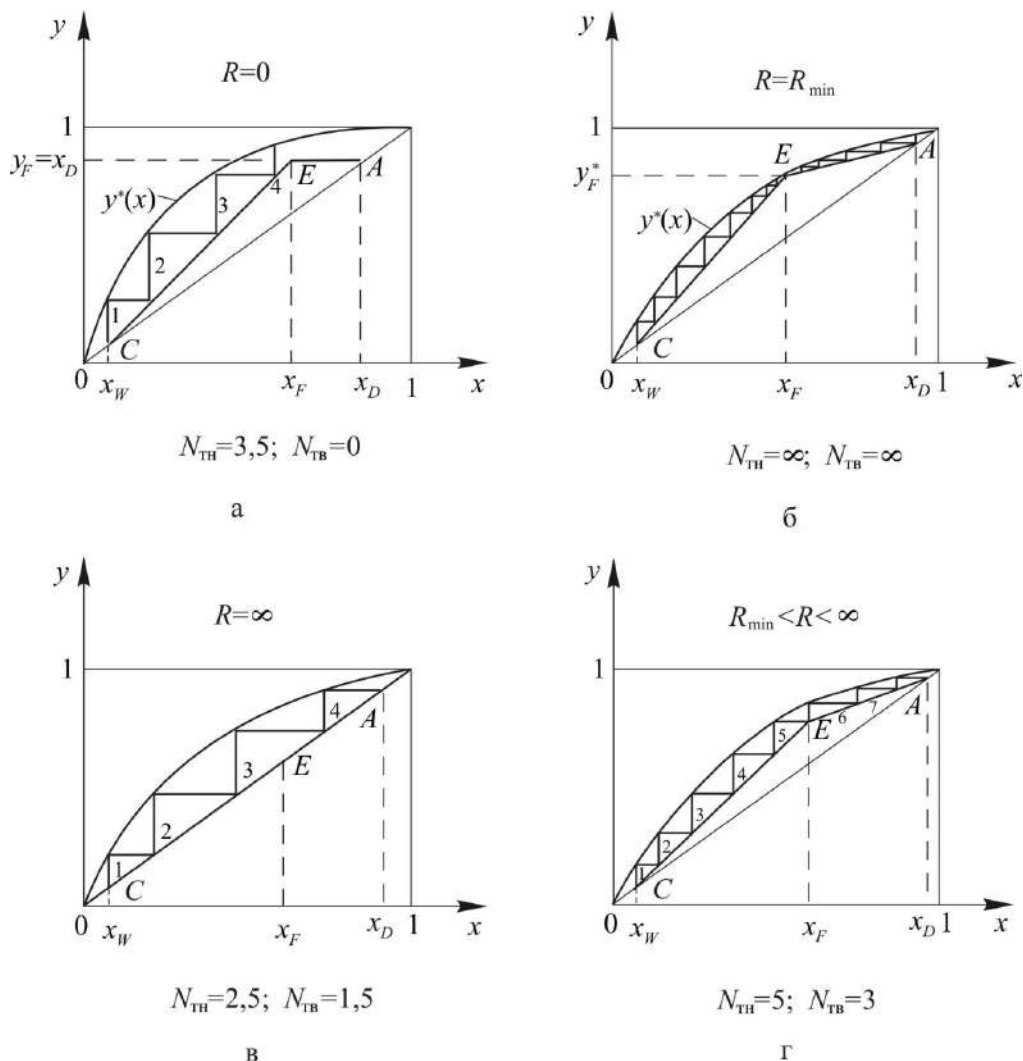 y
R=0
1
y_F=x_D
E
A
y*(x)
4
3
2
1
C
0
x_W
x_F
x_D
1
x
N_тн=3,5; N_тв=0
а
y
R=R_min
1
E
A
y*_F
y*(x)
C
0
x_W
x_F
x_D
1
x
N_тн=∞; N_тв=∞
б
y
R=∞
1
4
A
E
3
2
1
C
0
x_W
x_F
x_D
1
x
N_тн=2,5; N_тв=1,5
в
y
R_min<R<∞
1
7
A
6
5
E
4
3
2
1
C
0
x_W
x_F
x_D
1
x
N_тн=5; N_тв=3
г